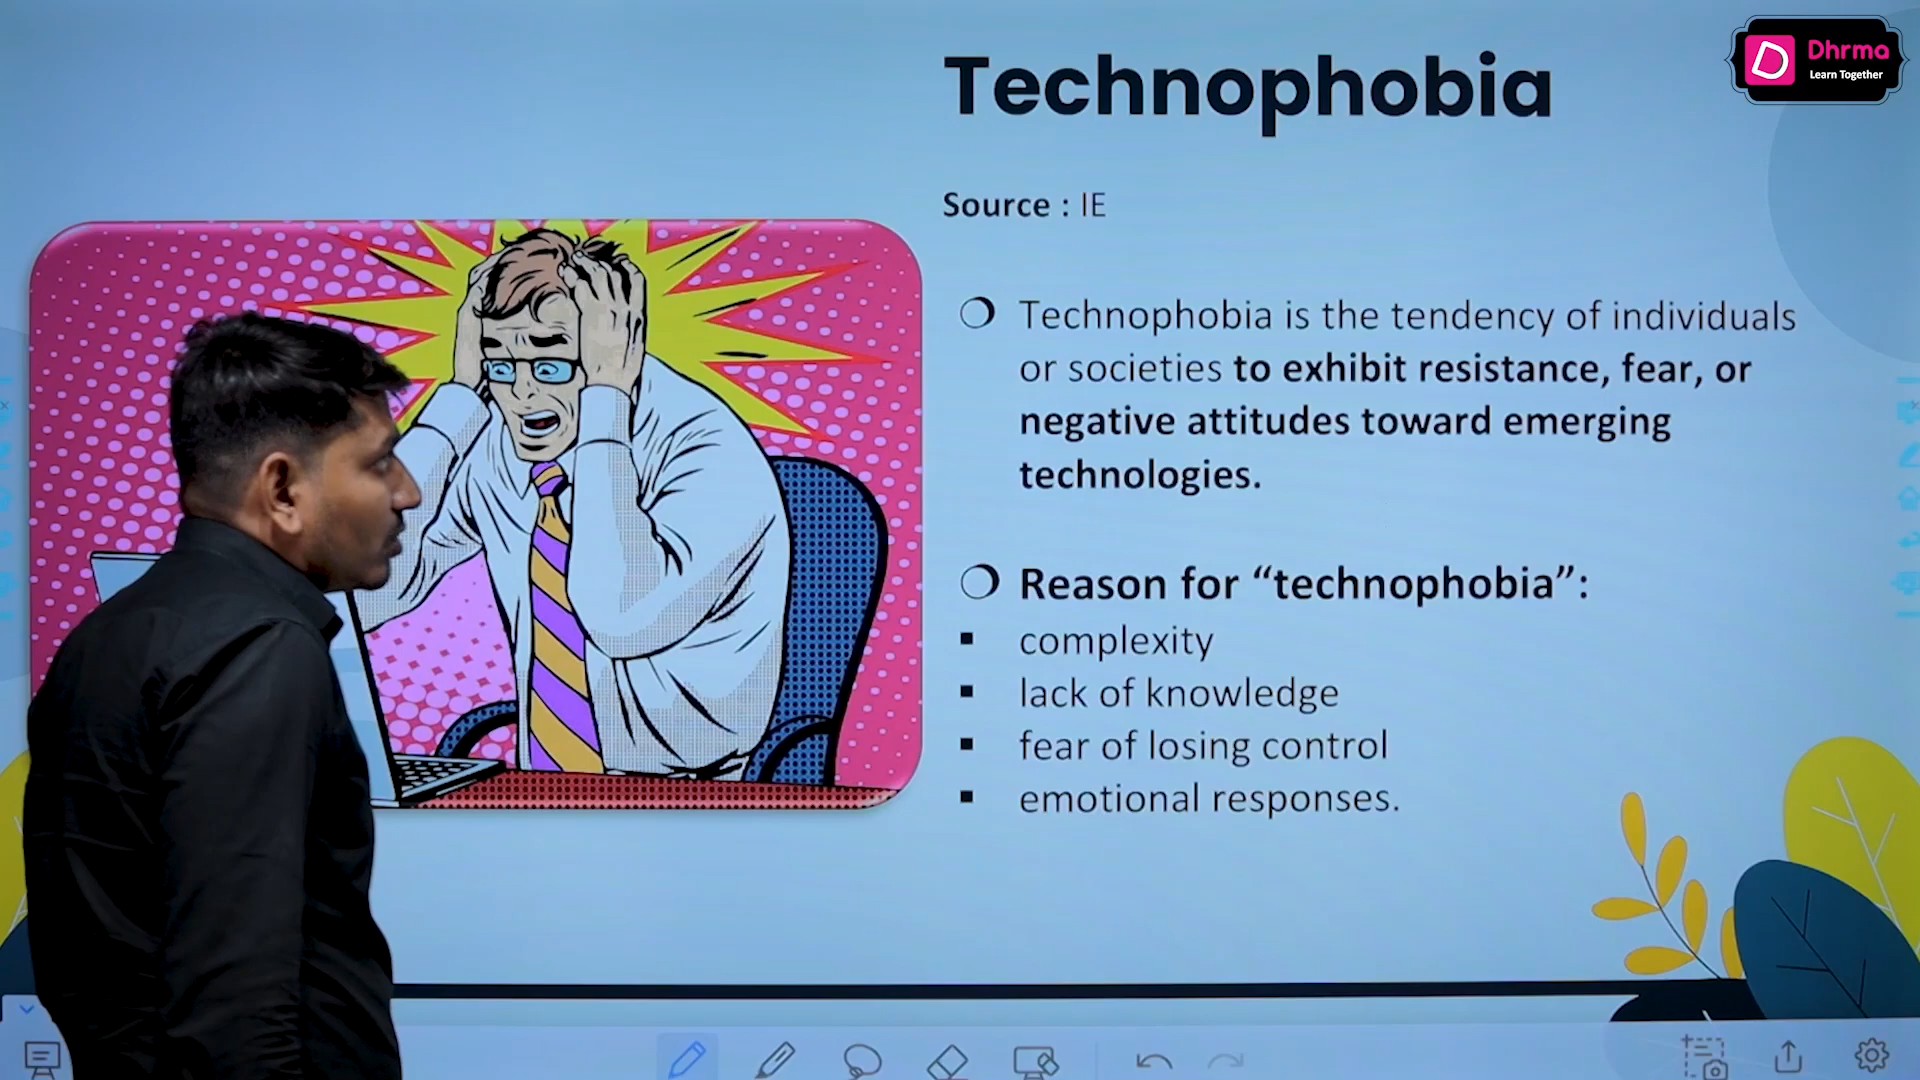 Dhrma
Learn Together
Technophobia
Source : IE
Technophobia is the tendency of individuals
or societies to exhibit resistance, fear, or
negative attitudes toward emerging
technologies.
Reason for “technophobia”:
complexity
lack of knowledge
fear of losing control
emotional responses.